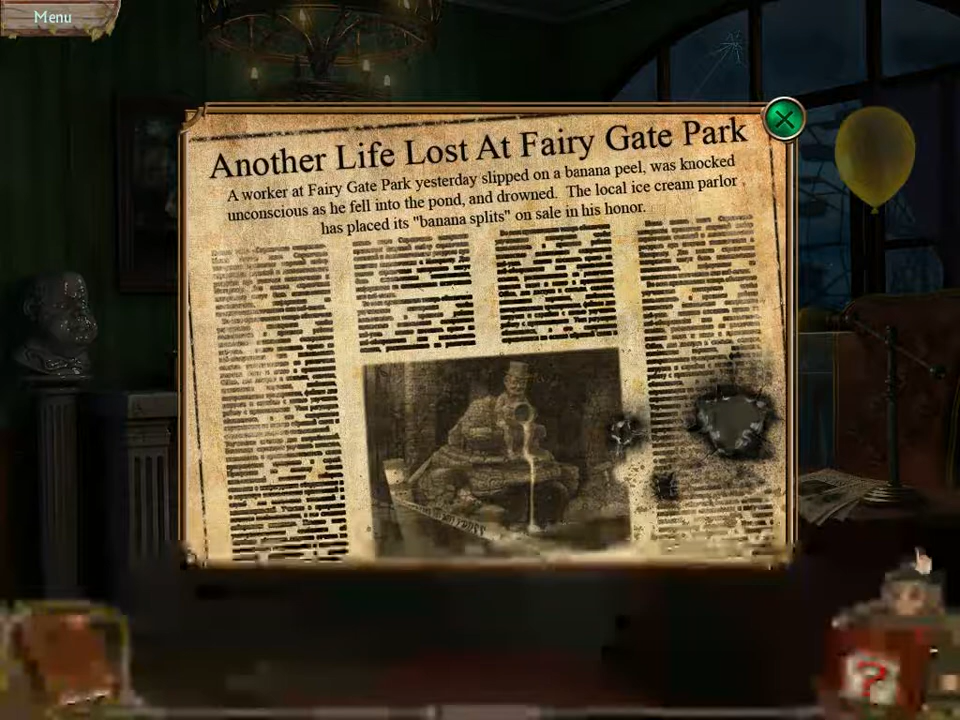 Menu
Another Life Lost At Fairy Gate Park
A worker at Fairy Gate Park yesterday slipped on a banana peel, was knocked
unconscious as he fell into the pond, and drowned. The local ice cream parlor
has placed its "banana splits" on sale in his honor.
?